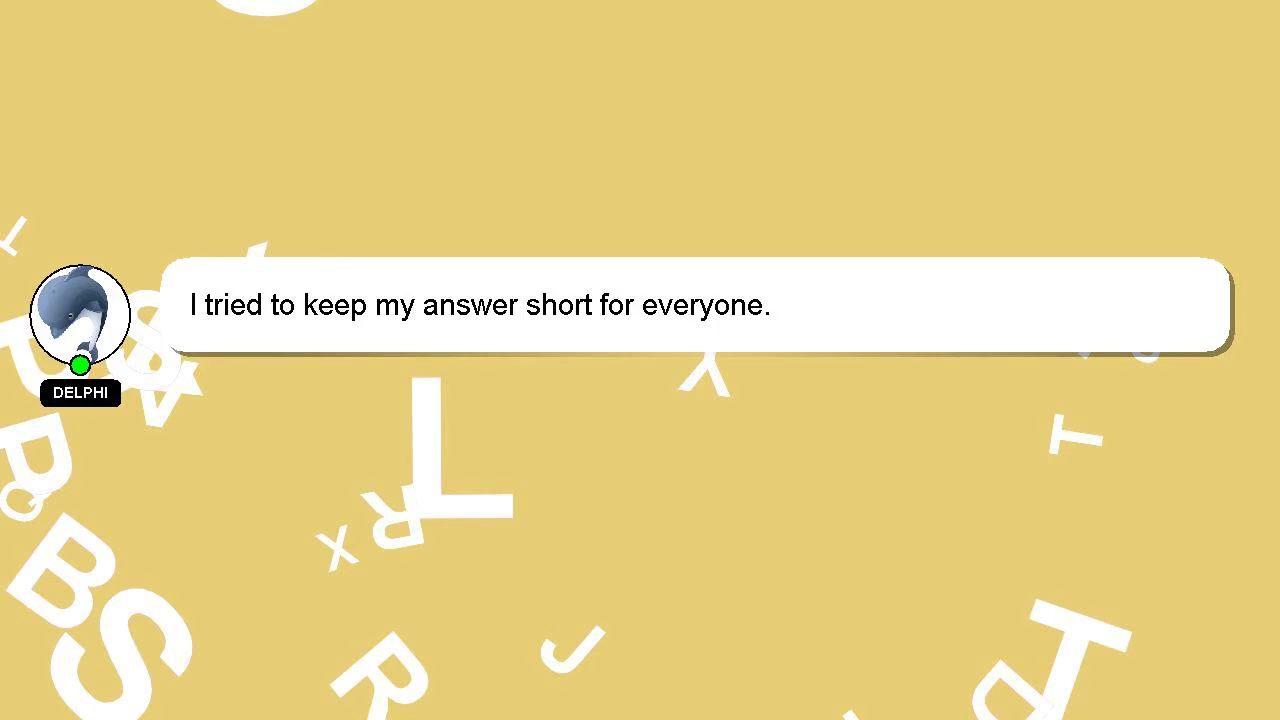 I tried to keep my answer short for everyone.
DELPHI
T
B
S
X
P
Q
B
S
L
R
X
Y
T
R
J
T
D